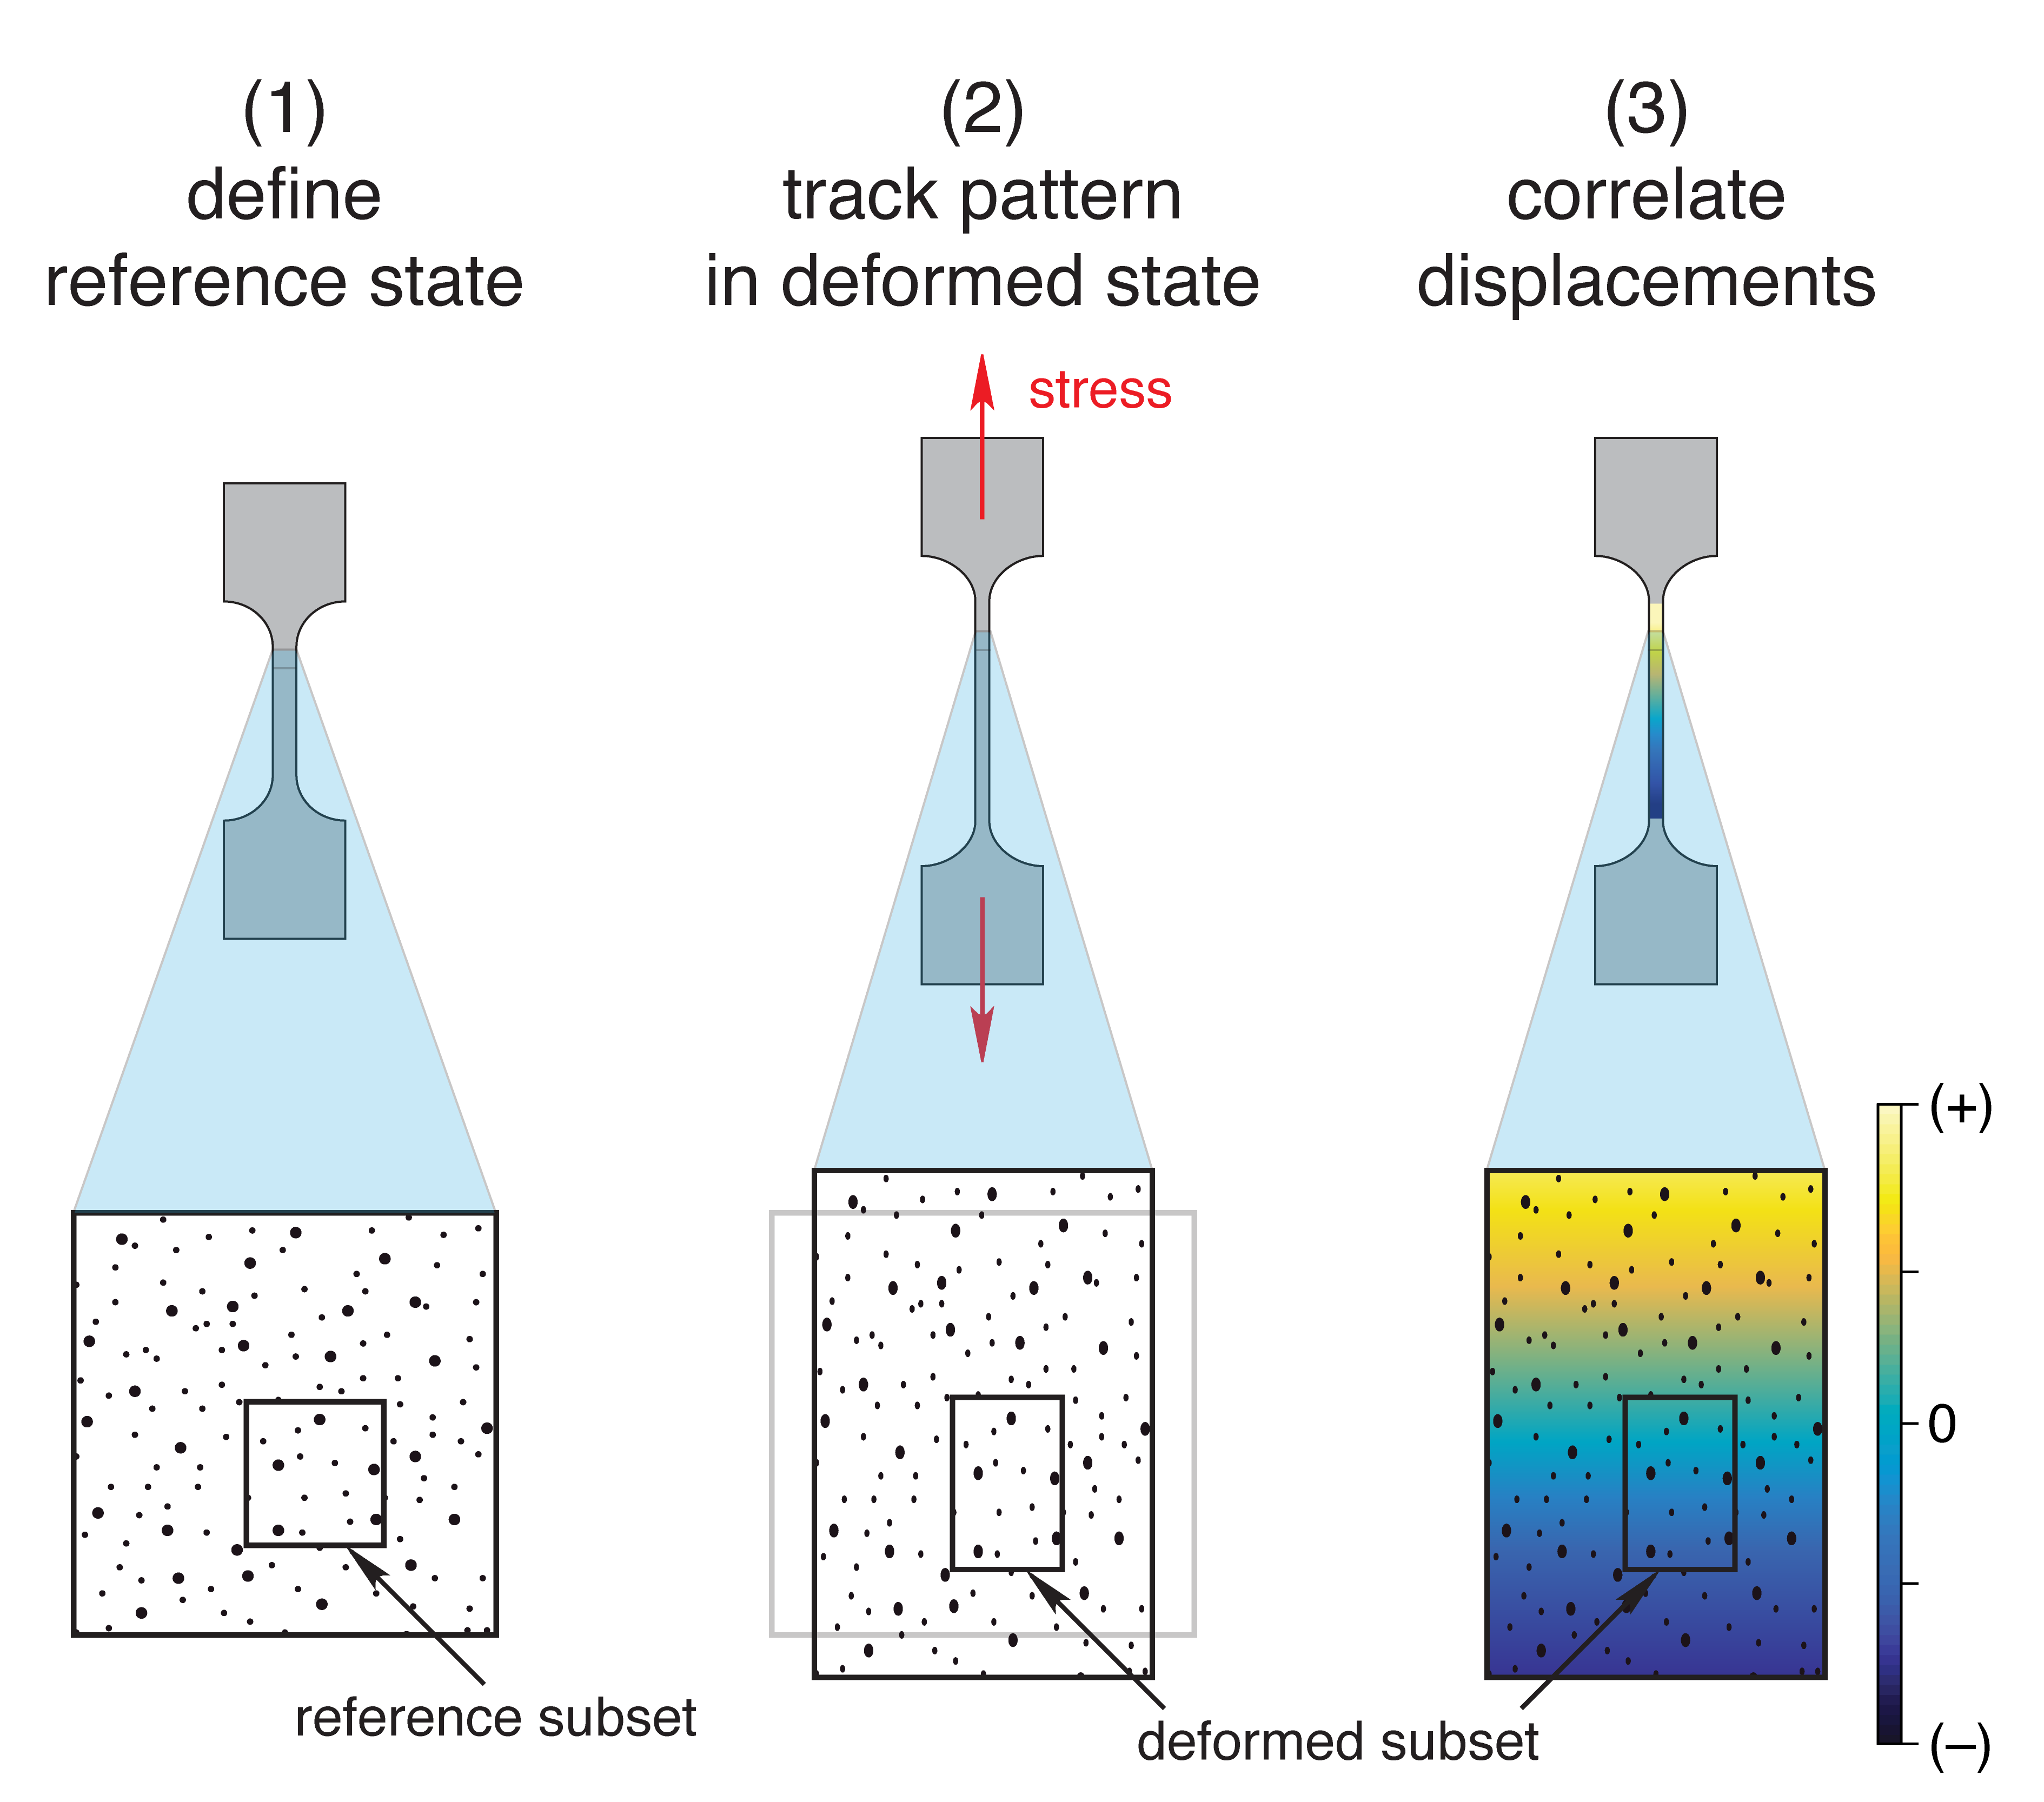 (1)
define
reference state
(2)
track pattern
in deformed state
(3)
correlate
displacements
stress
(+)
0
(–)
reference subset
deformed subset